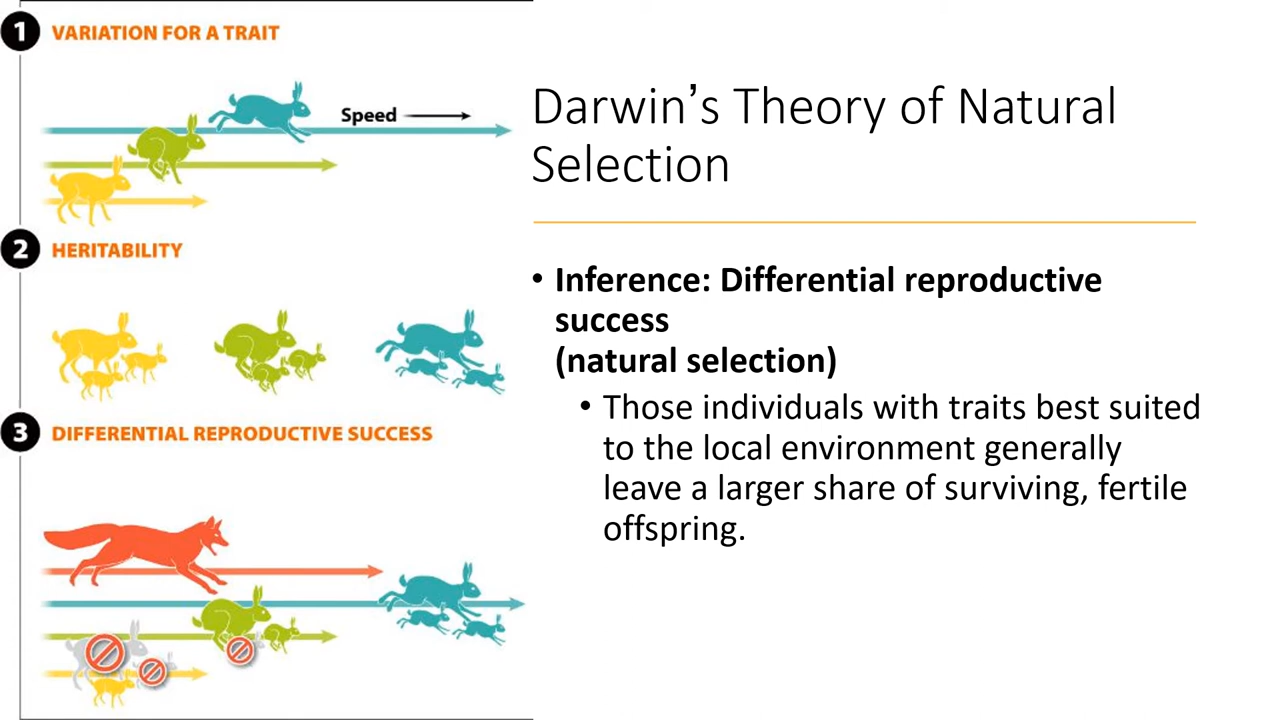 1 VARIATION FOR A TRAIT
Speed
2 HERITABILITY
3 DIFFERENTIAL REPRODUCTIVE SUCCESS
Darwin’s Theory of Natural
Selection
• Inference: Differential reproductive
success
(natural selection)
• Those individuals with traits best suited
to the local environment generally
leave a larger share of surviving, fertile
offspring.